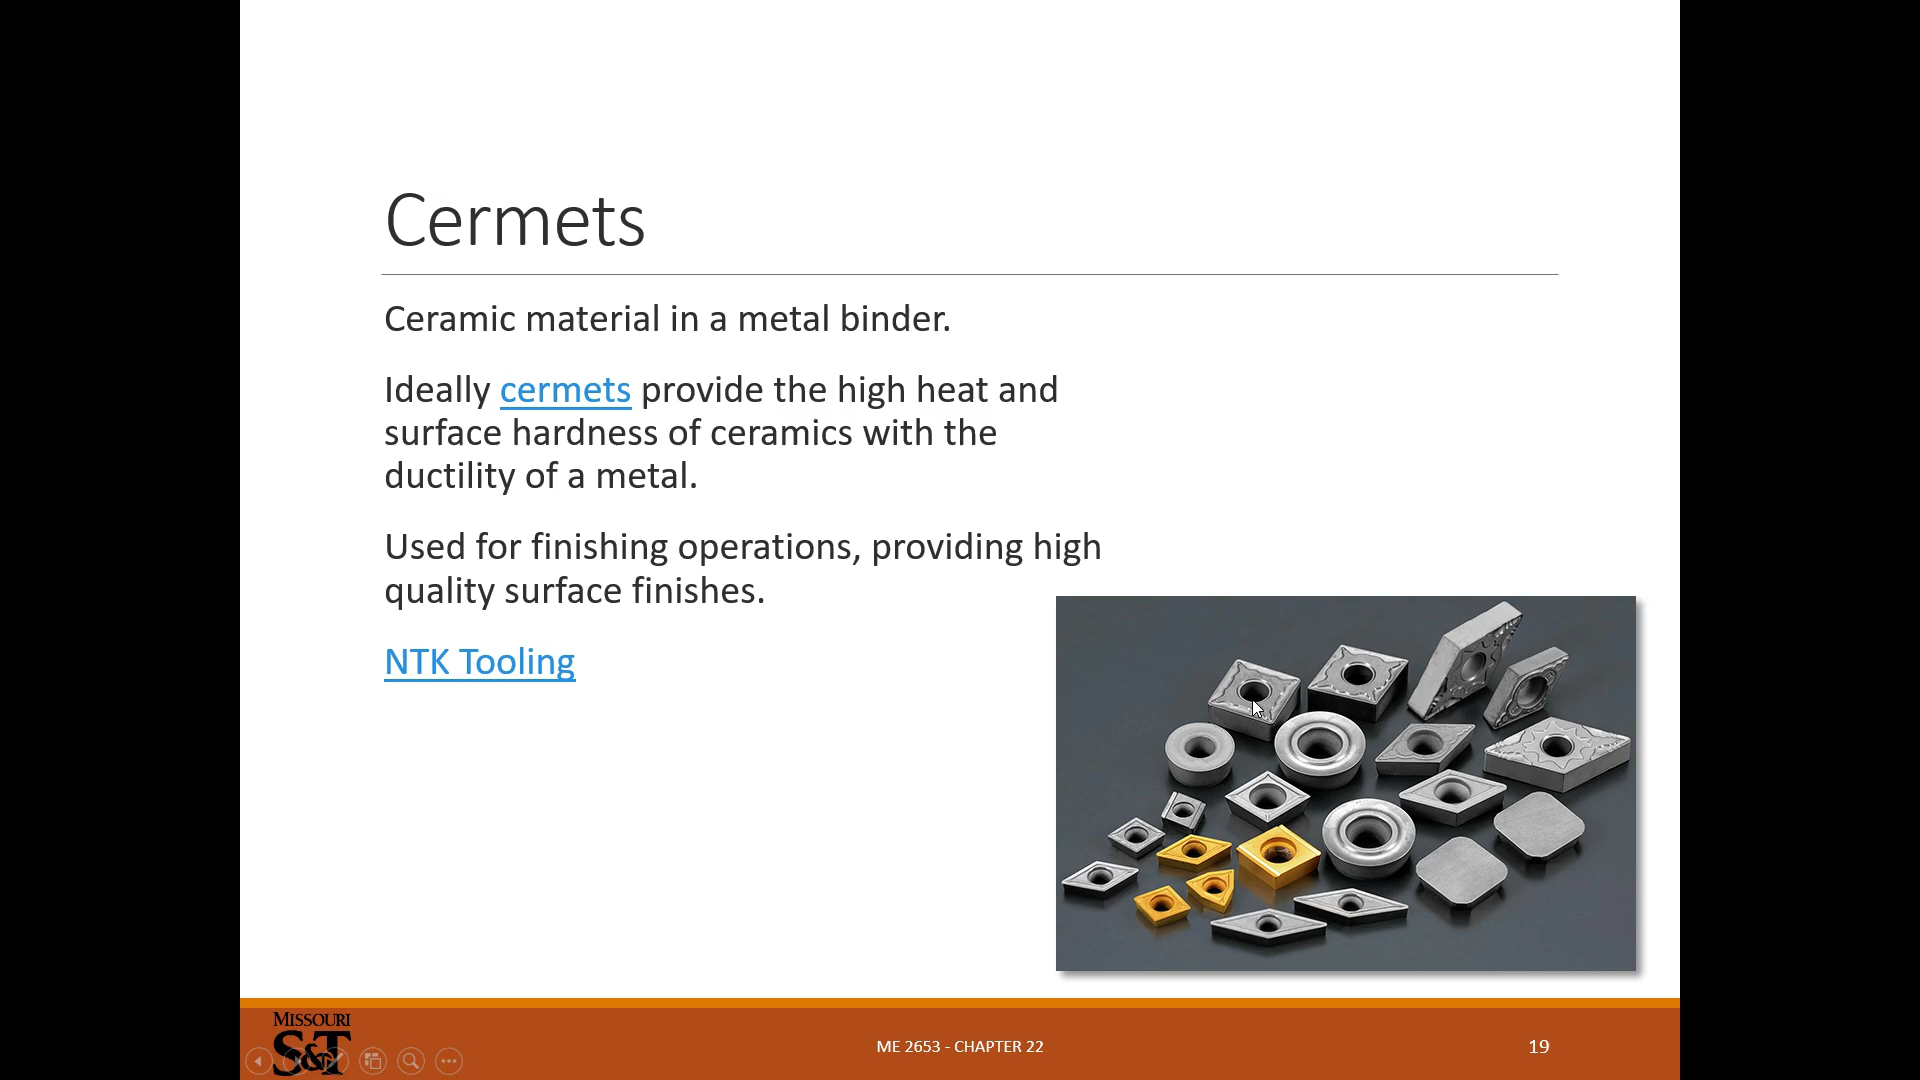 Cermets
Ceramic material in a metal binder.
Ideally cermets provide the high heat and
surface hardness of ceramics with the
ductility of a metal.
Used for finishing operations, providing high
quality surface finishes.
NTK Tooling
MISSOURI
S&T
ME 2653 - CHAPTER 22
19